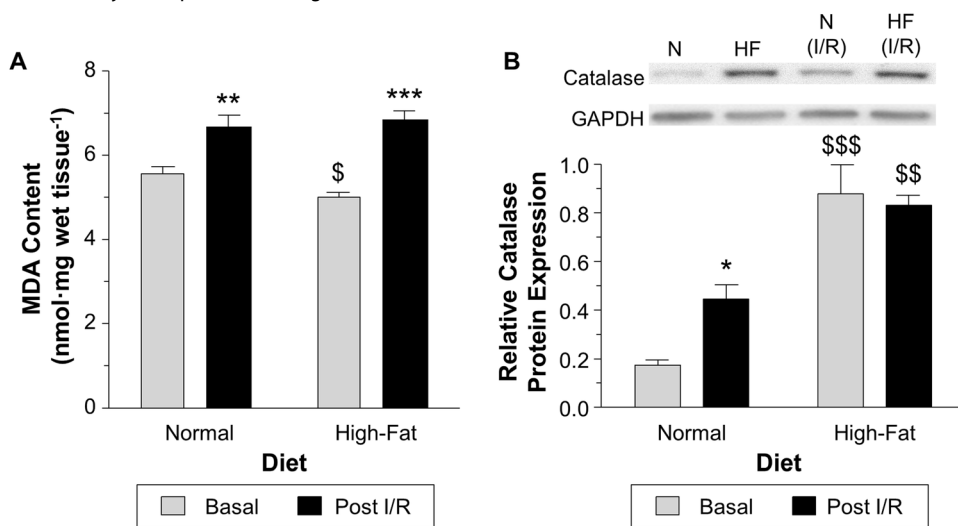 A
8
6
4
2
0
MDA Content
(nmol·mg wet tissue⁻¹)
**
$
***
Normal
High-Fat
Diet
Basal
Post I/R
B
N
HF
N
(I/R)
HF
(I/R)
Catalase
GAPDH
1.0
0.8
0.6
0.4
0.2
0.0
Relative Catalase
Protein Expression
*
$$$
$$
Normal
High-Fat
Diet
Basal
Post I/R